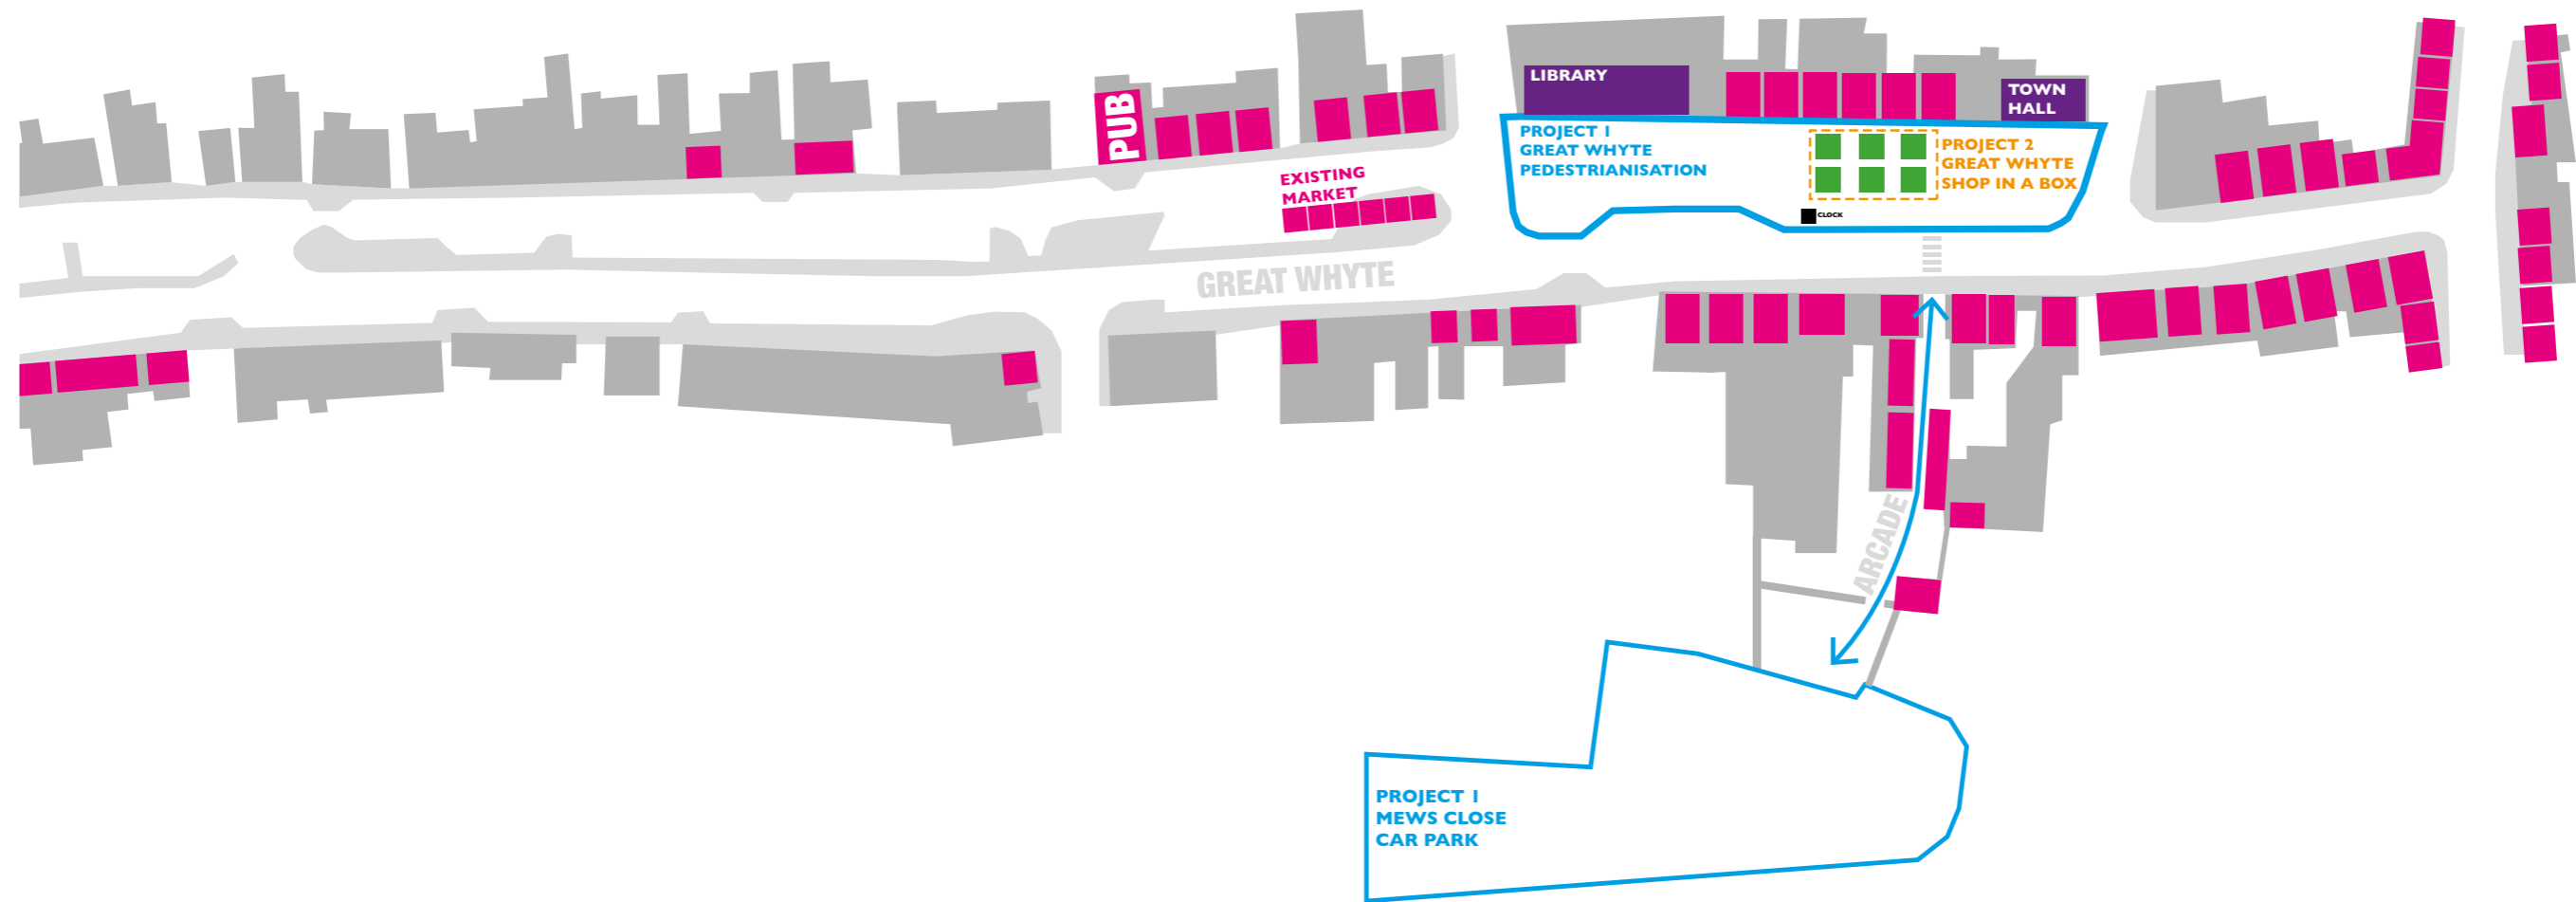 LIBRARY
TOWN
HALL
PUB
PROJECT 1
GREAT WHYTE
PEDESTRIANISATION
PROJECT 2
GREAT WHYTE
SHOP IN A BOX
EXISTING
MARKET
CLOCK
GREAT WHYTE
ARCADE
PROJECT 1
MEWS CLOSE
CAR PARK